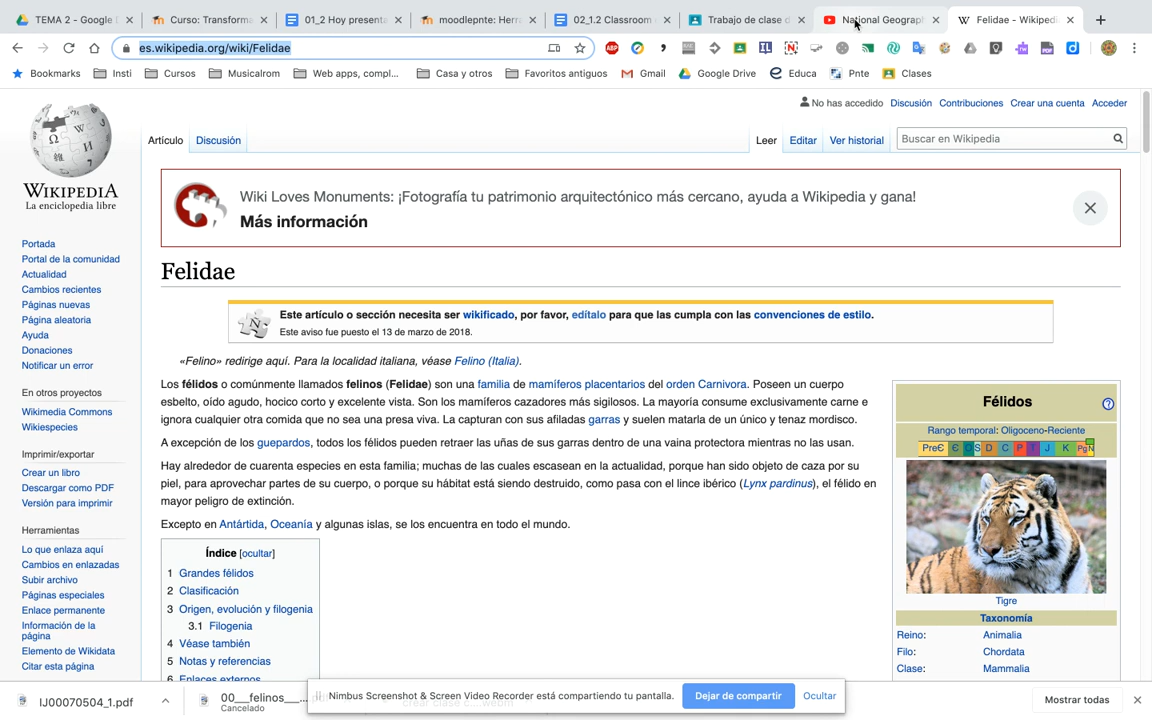 TEMA 2 - Google D
Curso: Transforma
01_2 Hoy present
moodlepnte: Herra
02_1.2 Classroom
Trabajo de clase d
National Geograph
Felidae - Wikipedi
es.wikipedia.org/wiki/Felidae
Bookmarks
Insti
Cursos
Musicalrom
Web apps, compl...
Casa y otros
Favoritos antiguos
Gmail
Google Drive
Educa
Pnte
Clases
No has accedido
Discusión
Contribuciones
Crear una cuenta
Acceder
Artículo
Discusión
Leer
Editar
Ver historial
Buscar en Wikipedia
WIKIPEDIA
La enciclopedia libre
Portada
Portal de la comunidad
Actualidad
Cambios recientes
Páginas nuevas
Página aleatoria
Ayuda
Donaciones
Notificar un error
En otros proyectos
Wikimedia Commons
Wikiespecies
Imprimir/exportar
Crear un libro
Descargar como PDF
Versión para imprimir
Herramientas
Lo que enlaza aquí
Cambios en enlazadas
Subir archivo
Páginas especiales
Enlace permanente
Información de la
página
Elemento de Wikidata
Citar esta página
Wiki Loves Monuments: ¡Fotografía tu patrimonio arquitectónico más cercano, ayuda a Wikipedia y gana!
Más información
Felidae
Este artículo o sección necesita ser wikificado, por favor, edítalo para que las cumpla con las convenciones de estilo.
Este aviso fue puesto el 13 de marzo de 2018.
«Felino» redirige aquí. Para la localidad italiana, véase Felino (Italia).
Los félidos o comúnmente llamados felinos (Felidae) son una familia de mamíferos placentarios del orden Carnivora. Poseen un cuerpo
esbelto, oído agudo, hocico corto y excelente vista. Son los mamíferos cazadores más sigilosos. La mayoría consume exclusivamente carne e
ignora cualquier otra comida que no sea una presa viva. La capturan con sus afiladas garras y suelen matarla de un único y tenaz mordisco.
A excepción de los guepardos, todos los félidos pueden retraer las uñas de sus garras dentro de una vaina protectora mientras no las usan.
Hay alrededor de cuarenta especies en esta familia; muchas de las cuales escasean en la actualidad, porque han sido objeto de caza por su
piel, para aprovechar partes de su cuerpo, o porque su hábitat está siendo destruido, como pasa con el lince ibérico (Lynx pardinus), el félido en
mayor peligro de extinción.
Excepto en Antártida, Oceanía y algunas islas, se los encuentra en todo el mundo.
Índice [ocultar]
1 Grandes félidos
2 Clasificación
3 Origen, evolución y filogenia
3.1 Filogenia
4 Véase también
5 Notas y referencias
6 Enlaces externos
Félidos
Rango temporal: Oligoceno-Reciente
PreЄ Є O S D C P T J K Pg N
Tigre
Taxonomía
Reino: Animalia
Filo: Chordata
Clase: Mammalia
IJ00070504_1.pdf
00___felinos___...
Cancelado
Nimbus Screenshot & Screen Video Recorder está compartiendo tu pantalla.
Dejar de compartir
Ocultar
Mostrar todas